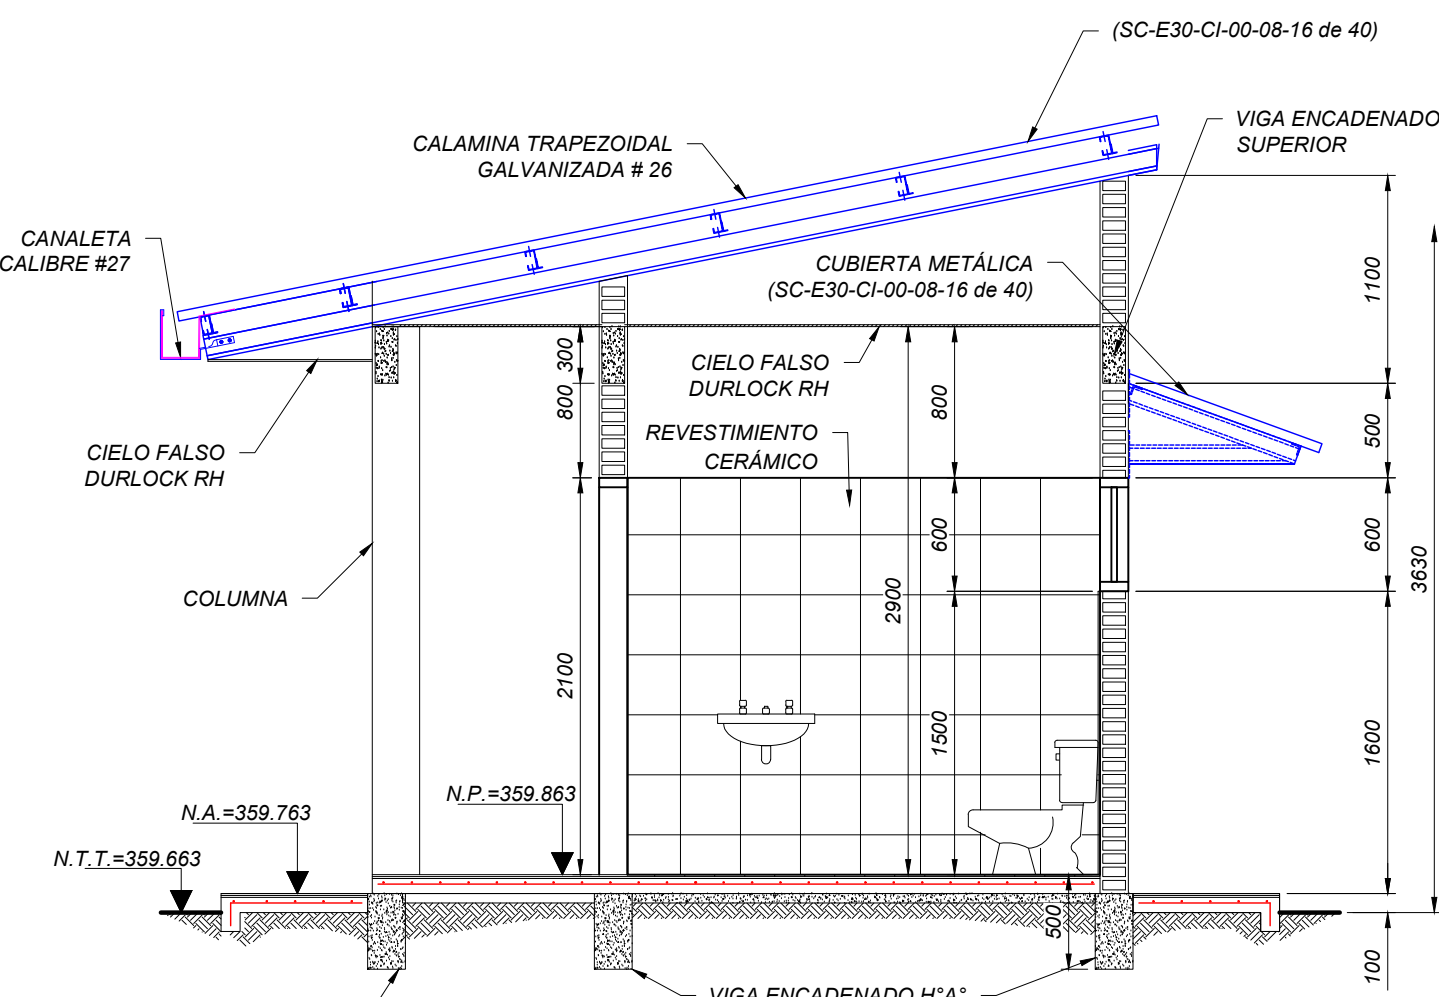 (SC-E30-CI-00-08-16 de 40)
CALAMINA TRAPEZOIDAL
GALVANIZADA # 26
VIGA ENCADENADO
SUPERIOR
CANALETA
CALIBRE #27
CUBIERTA METÁLICA
(SC-E30-CI-00-08-16 de 40)
1100
300
CIELO FALSO
DURLOCK RH
800
800
500
CIELO FALSO
DURLOCK RH
REVESTIMIENTO
CERÁMICO
600
600
3630
COLUMNA
2900
2100
1500
1600
N.P.=359.863
N.A.=359.763
N.T.T.=359.663
500
100
VIGA ENCADENADO H°A°